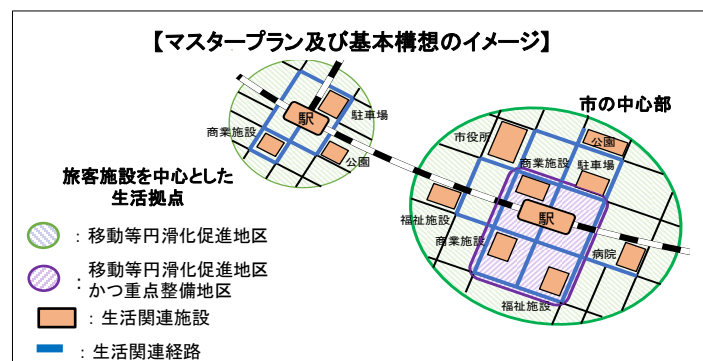 【マスタープラン及び基本構想のイメージ】
駅
駐車場
商業施設
公園
市の中心部
市役所
公園
商業施設
駐車場
駅
福祉施設
商業施設
病院
福祉施設
旅客施設を中心とした
生活拠点
：移動等円滑化促進地区
：移動等円滑化促進地区
かつ重点整備地区
：生活関連施設
：生活関連経路